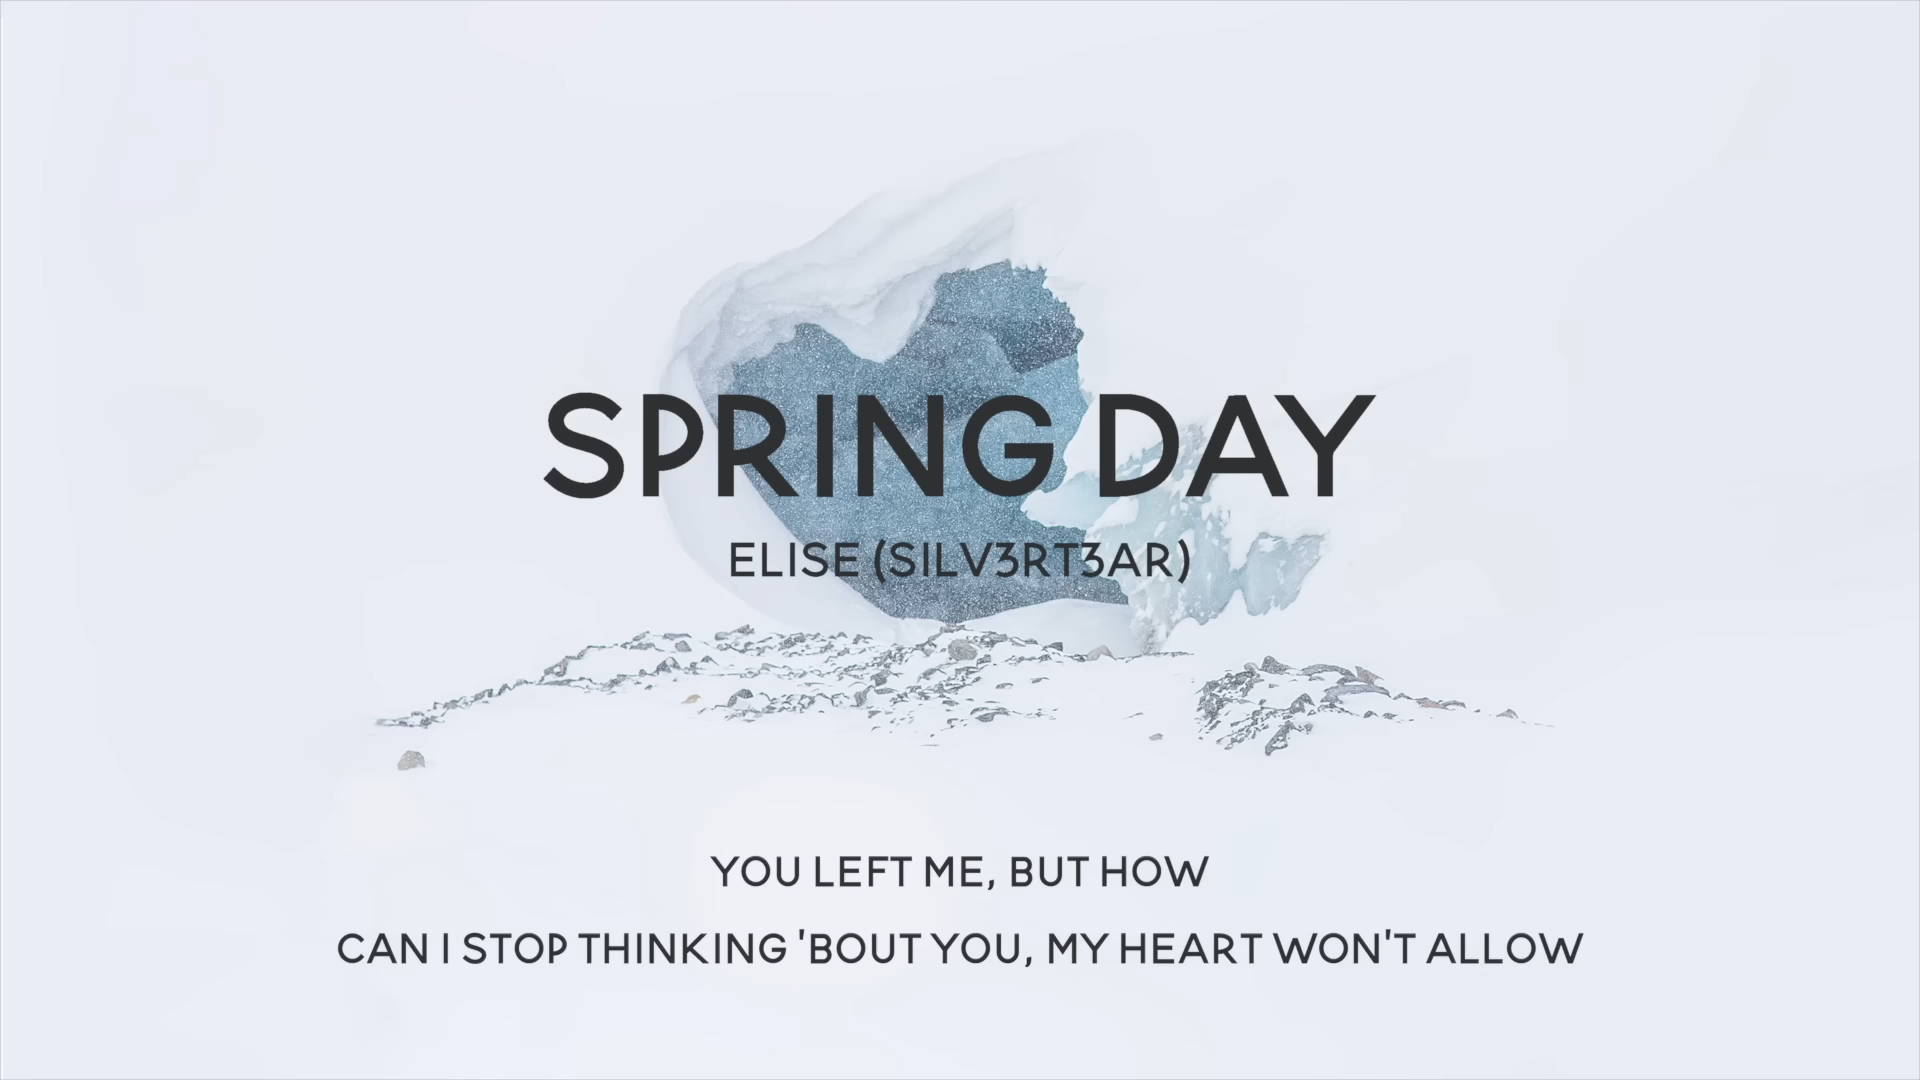 SPRING DAY
ELISE (SILV3RT3AR)
YOU LEFT ME, BUT HOW
CAN I STOP THINKING 'BOUT YOU, MY HEART WON'T ALLOW